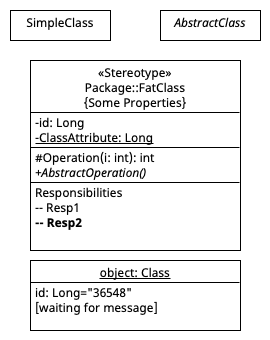 SimpleClass
AbstractClass
«Stereotype»
Package::FatClass
{Some Properties}
-id: Long
-ClassAttribute: Long
#Operation(i: int): int
+AbstractOperation()
Responsibilities
-- Resp1
-- Resp2
object: Class
id: Long="36548"
[waiting for message]